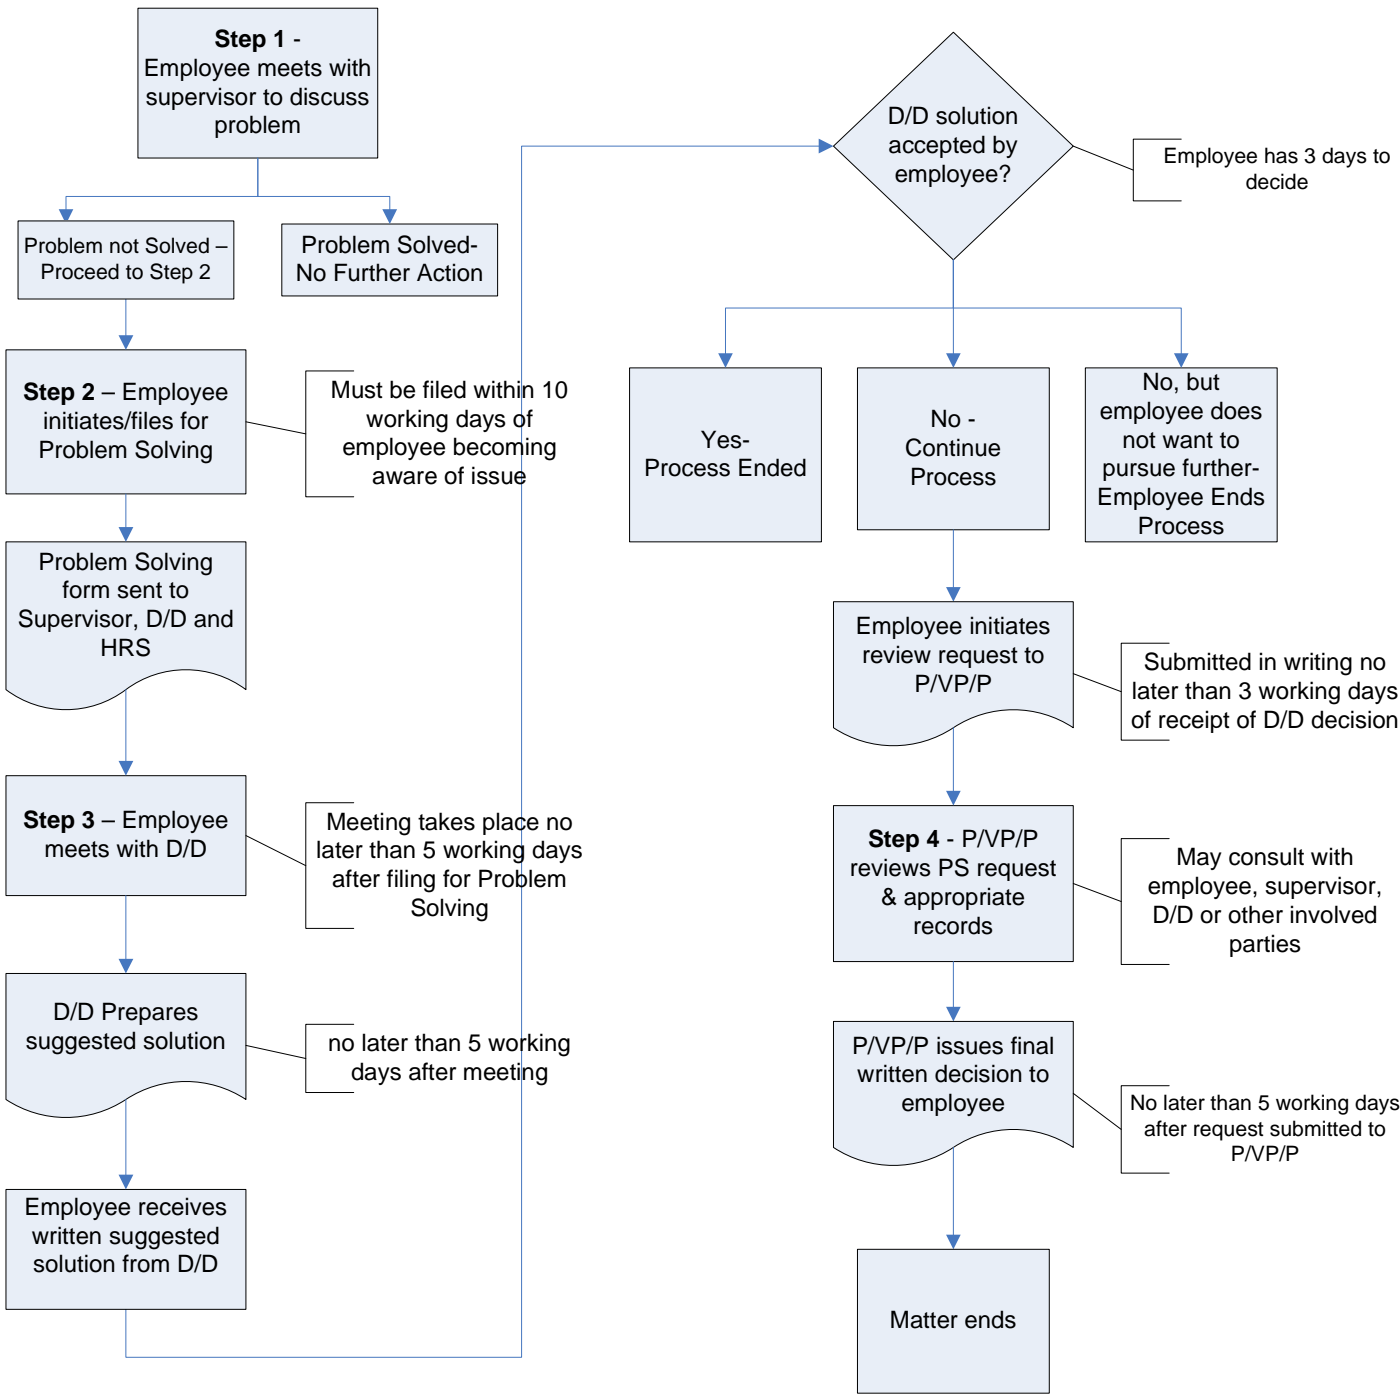 Step 1 -
Employee meets with
supervisor to discuss
problem
Problem not Solved –
Proceed to Step 2
Problem Solved-
No Further Action
Step 2 – Employee
initiates/files for
Problem Solving
Must be filed within 10
working days of
employee becoming
aware of issue
Problem Solving
form sent to
Supervisor, D/D and
HRS
Step 3 – Employee
meets with D/D
Meeting takes place no
later than 5 working days
after filing for Problem
Solving
D/D Prepares
suggested solution
no later than 5 working
days after meeting
Employee receives
written suggested
solution from D/D
D/D solution
accepted by
employee?
Employee has 3 days to
decide
Yes-
Process Ended
No -
Continue
Process
No, but
employee does
not want to
pursue further-
Employee Ends
Process
Employee initiates
review request to
P/VP/P
Submitted in writing no
later than 3 working days
of receipt of D/D decision
Step 4 - P/VP/P
reviews PS request
& appropriate
records
May consult with
employee, supervisor,
D/D or other involved
parties
P/VP/P issues final
written decision to
employee
No later than 5 working days
after request submitted to
P/VP/P
Matter ends